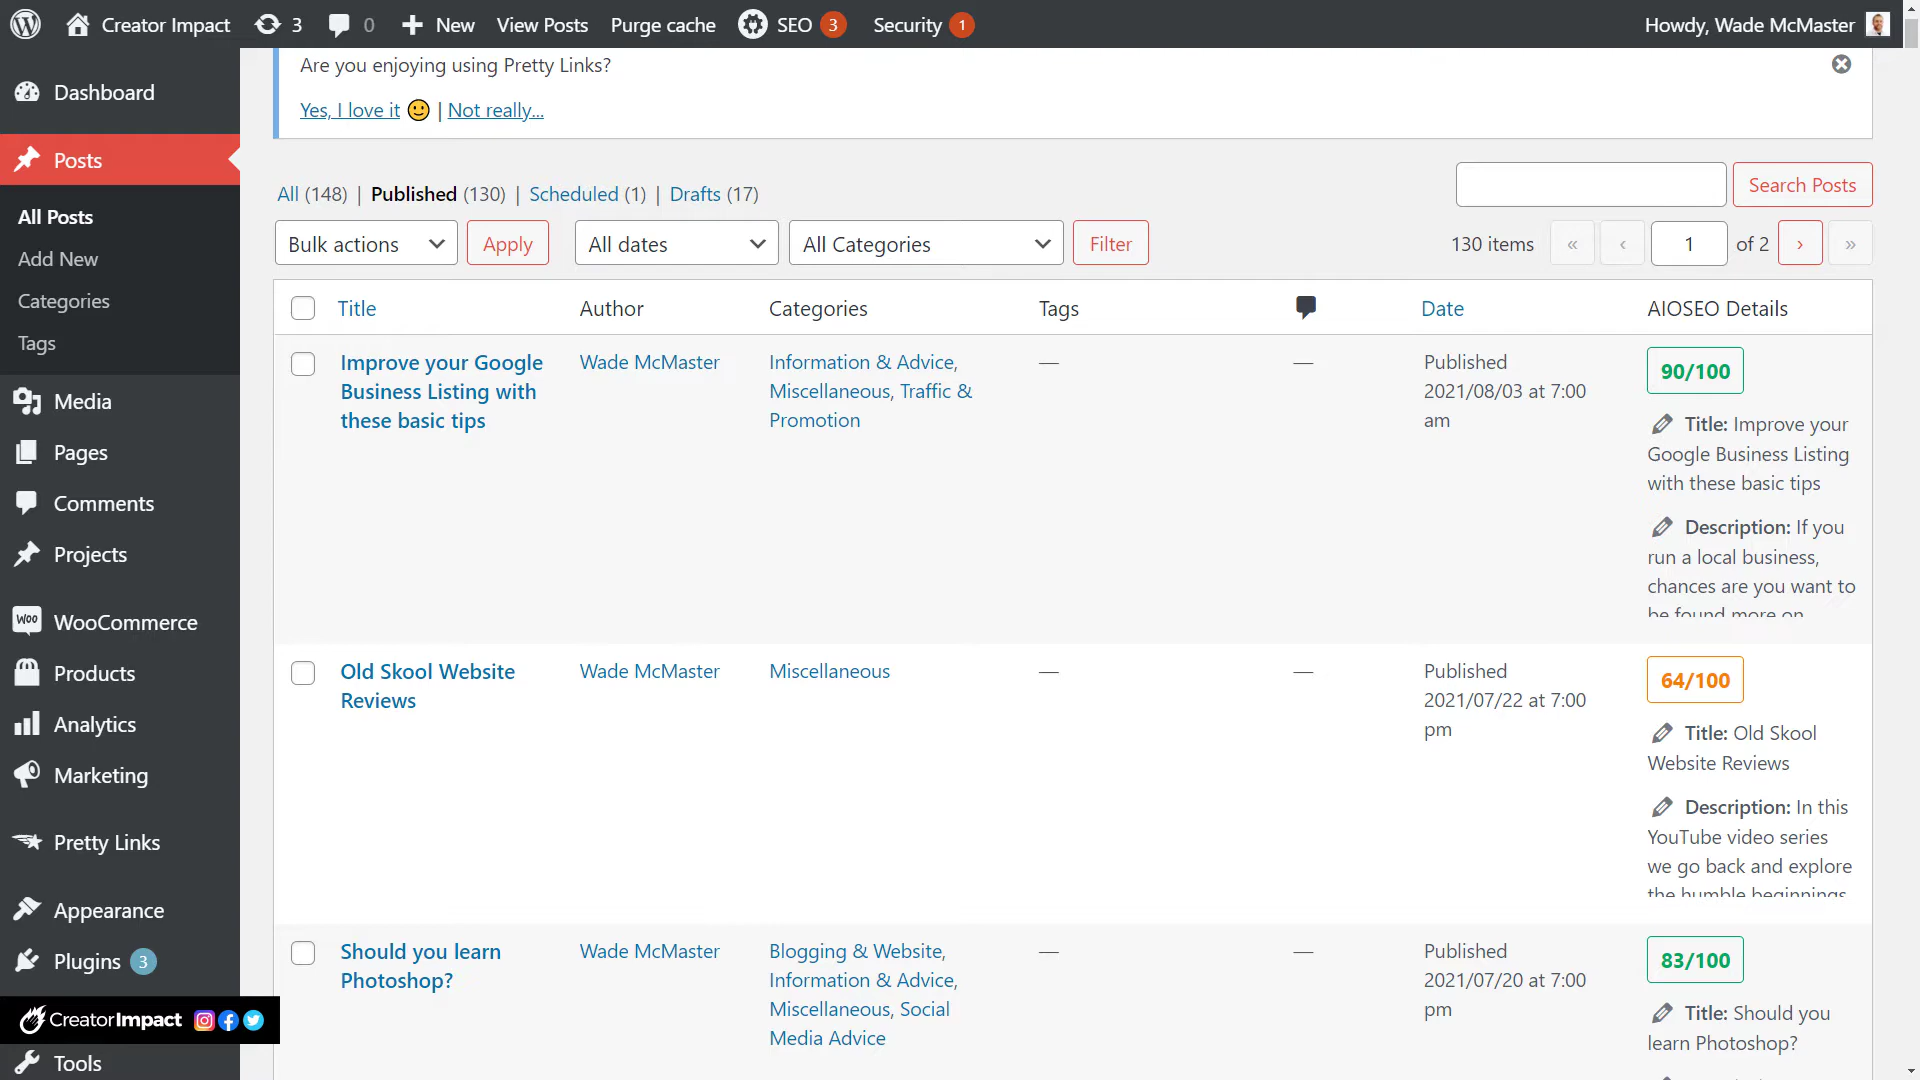 Creator Impact 3 0 New View Posts Purge cache SEO 3 Security 1 Howdy, Wade McMaster
Are you enjoying using Pretty Links?
Yes, I love it | Not really...
Dashboard
Posts
All Posts
Add New
Categories
Tags
Media
Pages
Comments
Projects
WooCommerce
Products
Analytics
Marketing
Pretty Links
Appearance
Plugins 3
CreatorImpact
Tools
All (148) | Published (130) | Scheduled (1) | Drafts (17)
Search Posts
Bulk actions Apply All dates All Categories Filter 130 items « ‹ 1 of 2 › »
Title Author Categories Tags Date AIOSEO Details
Improve your Google
Business Listing with
these basic tips
Wade McMaster
Information & Advice,
Miscellaneous, Traffic &
Promotion
—
—
Published
2021/08/03 at 7:00
am
90/100
Title: Improve your
Google Business Listing
with these basic tips
Description: If you
run a local business,
chances are you want to
be found more on
Old Skool Website
Reviews
Wade McMaster
Miscellaneous
—
—
Published
2021/07/22 at 7:00
pm
64/100
Title: Old Skool
Website Reviews
Description: In this
YouTube video series
we go back and explore
the humble beginnings
Should you learn
Photoshop?
Wade McMaster
Blogging & Website,
Information & Advice,
Miscellaneous, Social
Media Advice
—
—
Published
2021/07/20 at 7:00
pm
83/100
Title: Should you
learn Photoshop?